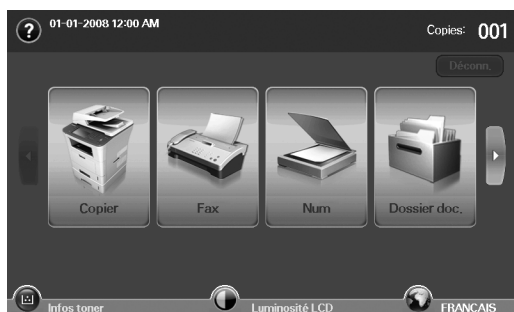 ?
01-01-2008 12:00 AM
Copies: 001
Déconn.
Copier
Fax
Num
Dossier doc.
Infos toner
Luminosité LCD
FRANCAIS